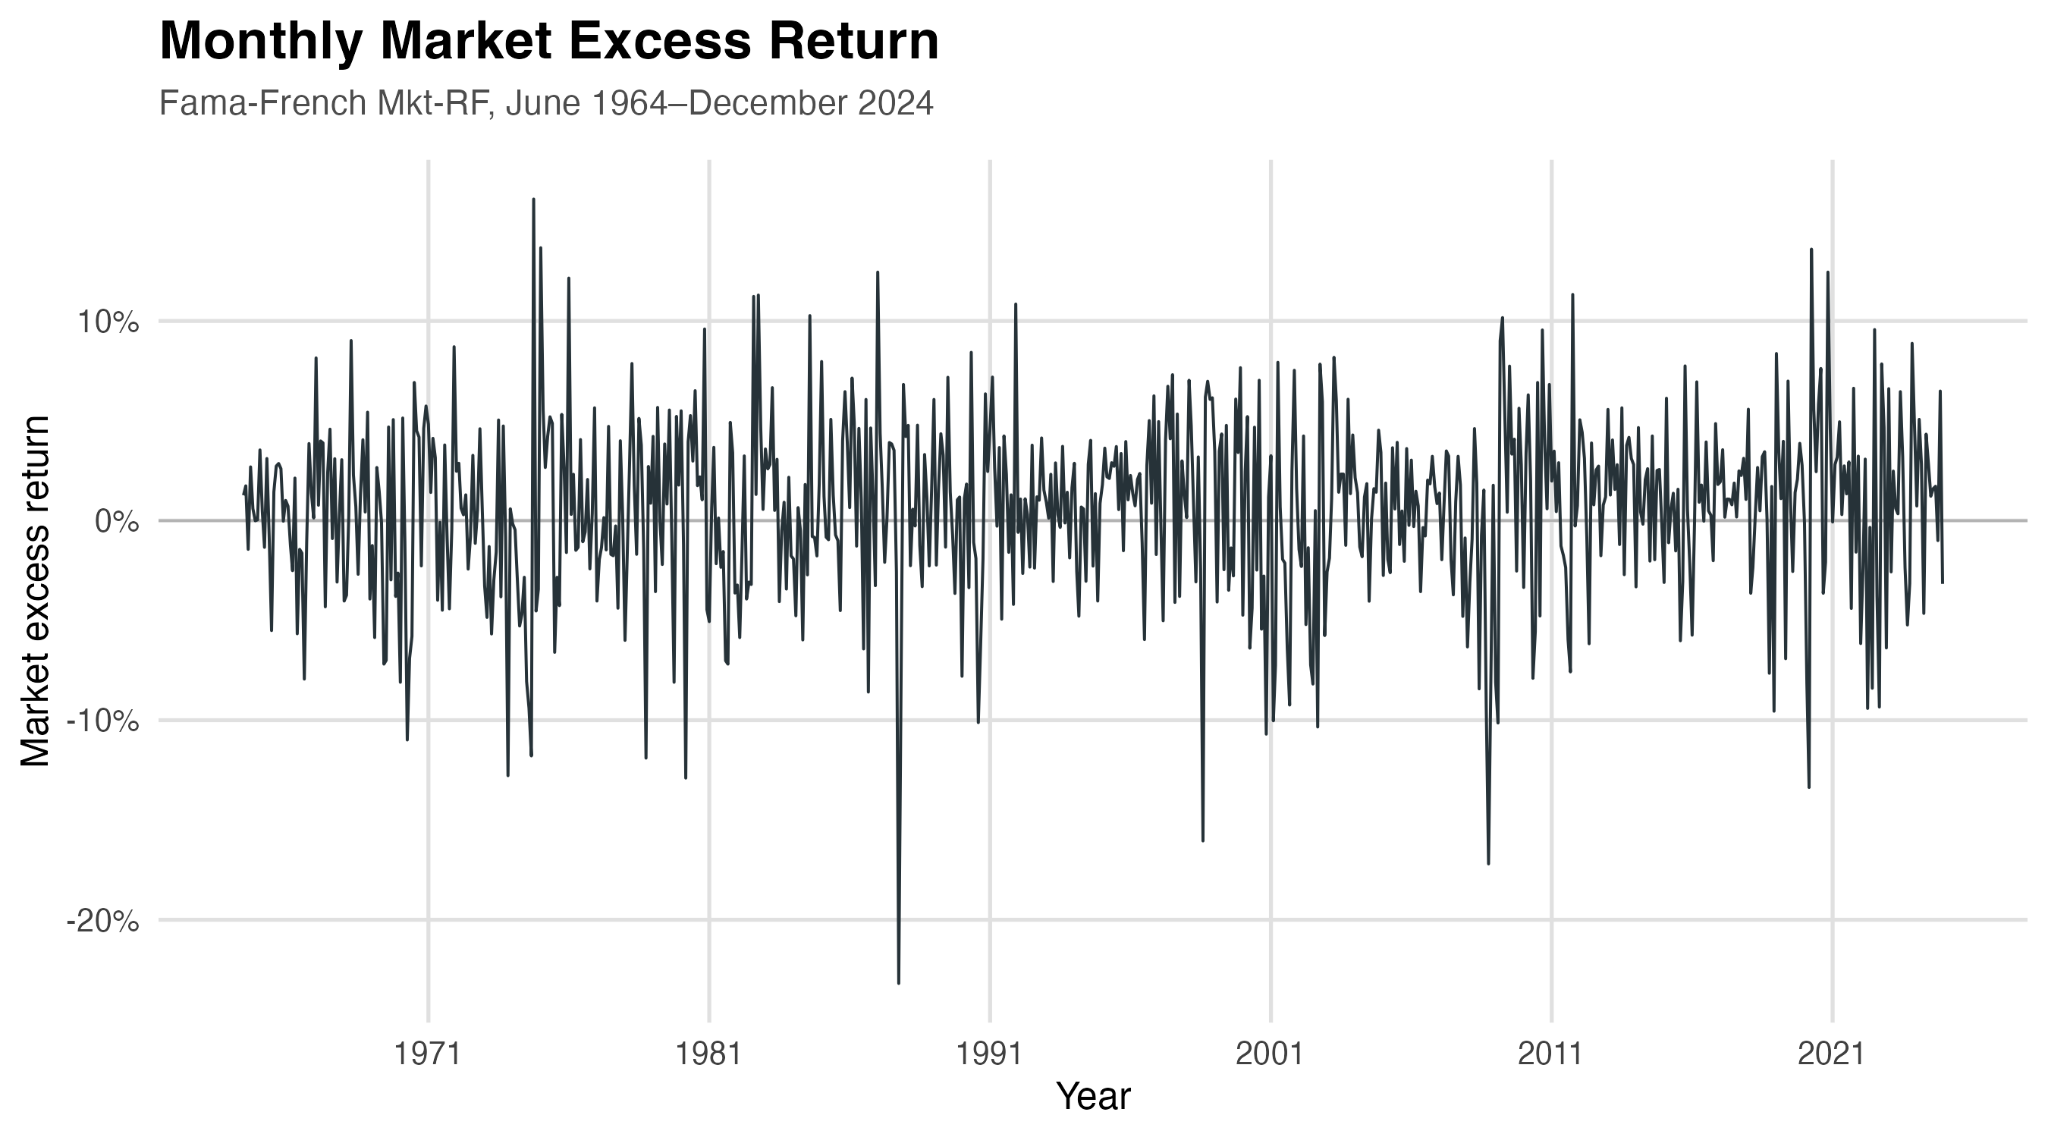 Monthly Market Excess Return
Fama-French Mkt-RF, June 1964–December 2024
Market excess return
10%
0%
-10%
-20%
1971 1981 1991 2001 2011 2021
Year